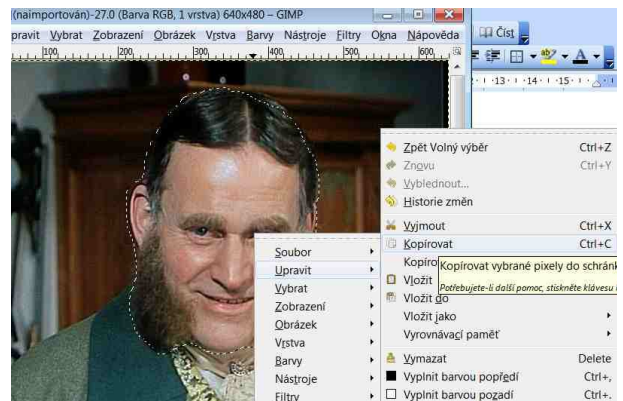 (naimportován)-27.0 (Barva RGB, 1 vrstva) 640x480 – GIMP
pravit Vybrat Zobrazení Obrázek Vrstva Barvy Nástroje Filtry Okna Nápověda
100 200 300 400 500 600
Číst
13 14 15
Zpět Volný výběr Ctrl+Z
Znovu Ctrl+Y
Vyblednout...
Historie změn
Vyjmout Ctrl+X
Kopírovat Ctrl+C
Kopíro
Kopírovat vybrané pixely do schránk
Vložit
Potřebujete-li další pomoc, stiskněte klávesu
Vložit do
Vložit jako
Vyrovnávací paměť
Vymazat Delete
Vyplnit barvou popředí Ctrl+,
Vyplnit barvou pozadí Ctrl+.
Soubor
Upravit
Vybrat
Zobrazení
Obrázek
Vrstva
Barvy
Nástroje
Filtry